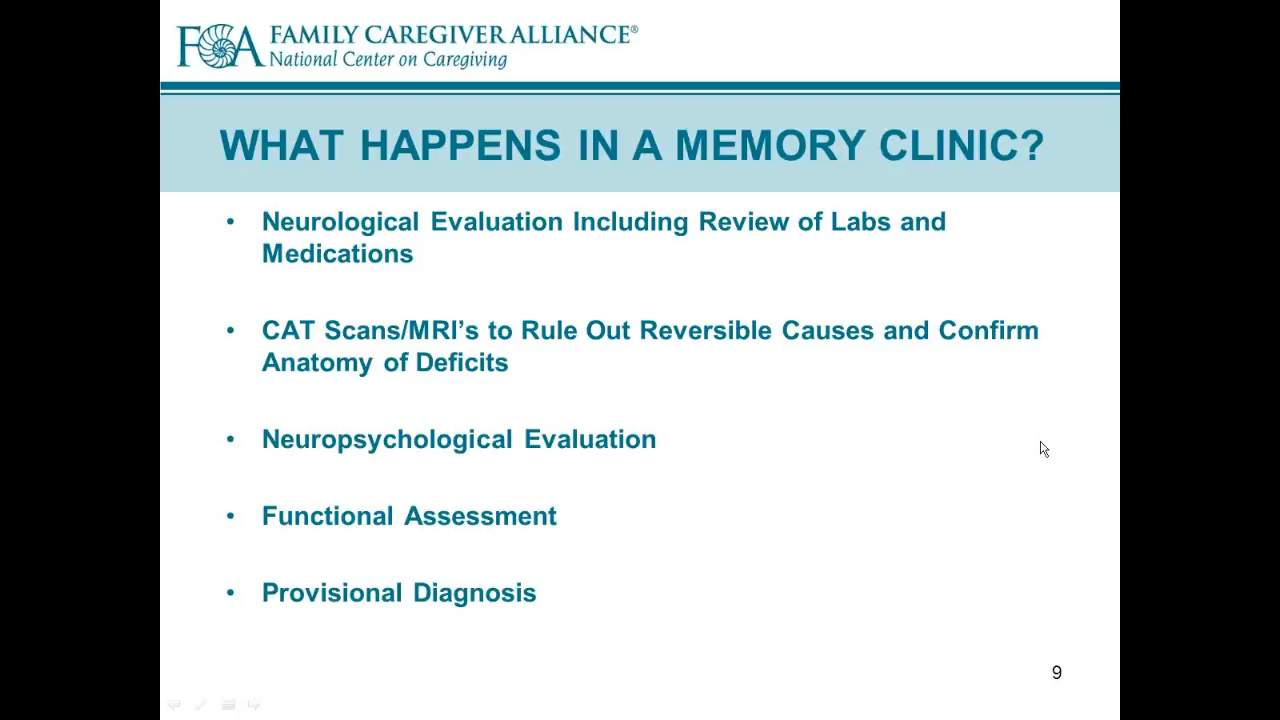 FCA FAMILY CAREGIVER ALLIANCE®
National Center on Caregiving
WHAT HAPPENS IN A MEMORY CLINIC?
• Neurological Evaluation Including Review of Labs and
Medications
• CAT Scans/MRI’s to Rule Out Reversible Causes and Confirm
Anatomy of Deficits
• Neuropsychological Evaluation
• Functional Assessment
• Provisional Diagnosis
9